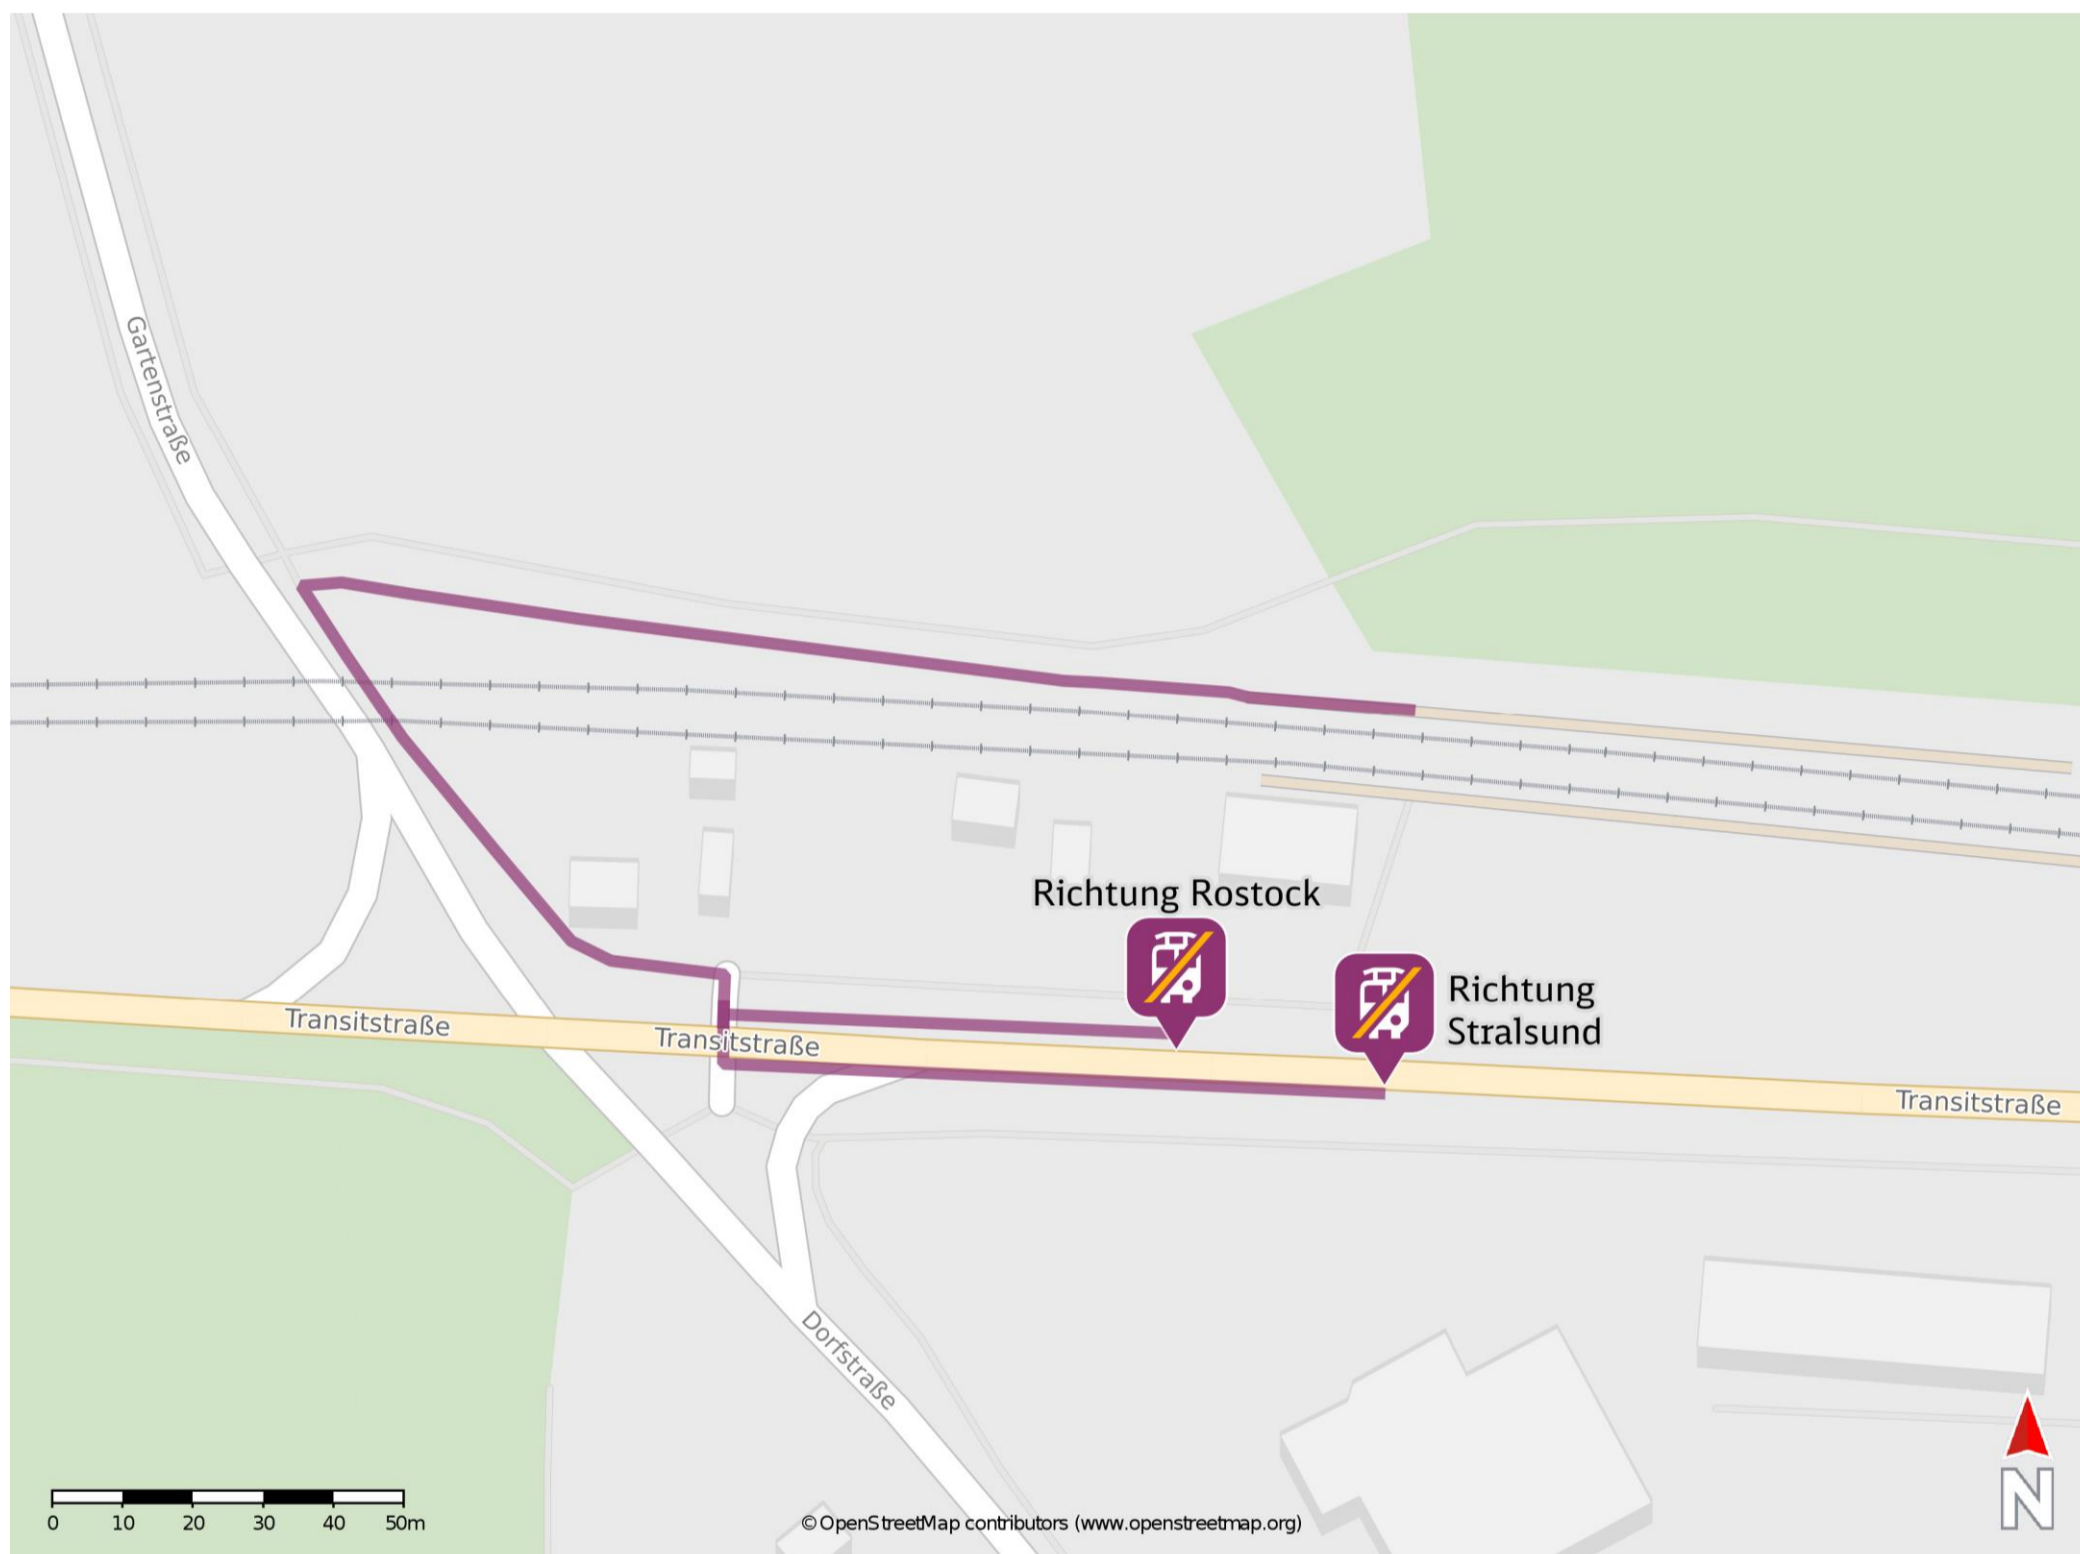 Gartenstraße
Richtung Rostock
Richtung
Stralsund
Transitstraße
Transitstraße
Transitstraße
Dorfstraße
0 10 20 30 40 50m
©OpenStreetMap contributors (www.openstreetmap.org)
N